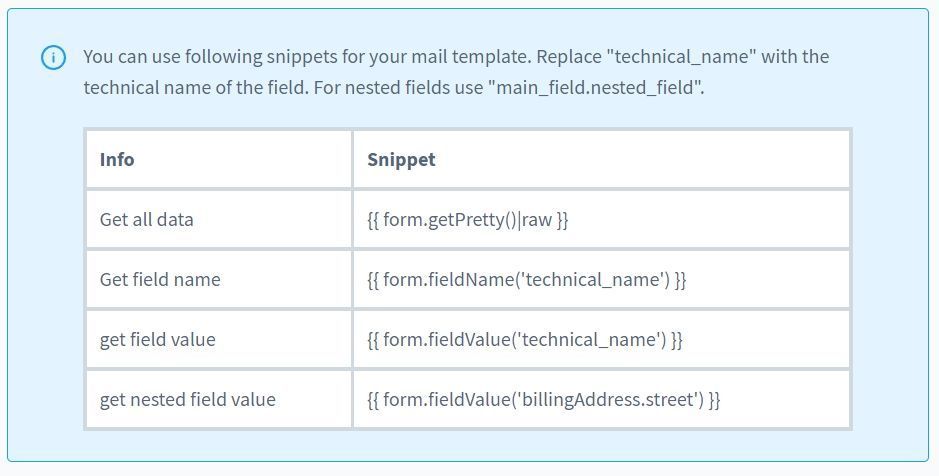 You can use following snippets for your mail template. Replace "technical_name" with the
technical name of the field. For nested fields use "main_field.nested_field".
Info Snippet
Get all data {{ form.getPretty()|raw }}
Get field name {{ form.fieldName('technical_name') }}
get field value {{ form.fieldValue('technical_name') }}
get nested field value {{ form.fieldValue('billingAddress.street') }}